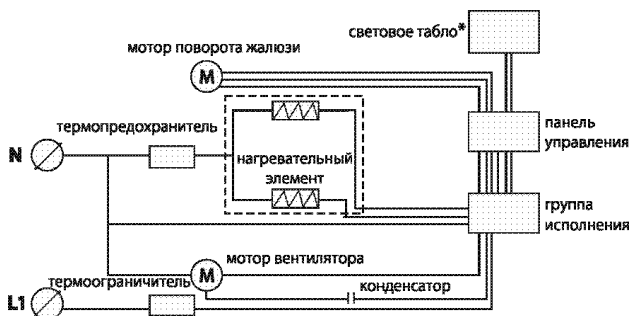 световое табло*
мотор поворота жалюзи
M
термопредохранитель
N
панель
управления
нагревательный
элемент
группа
исполнения
мотор вентилятора
M
термоограничитель
конденсатор
L1